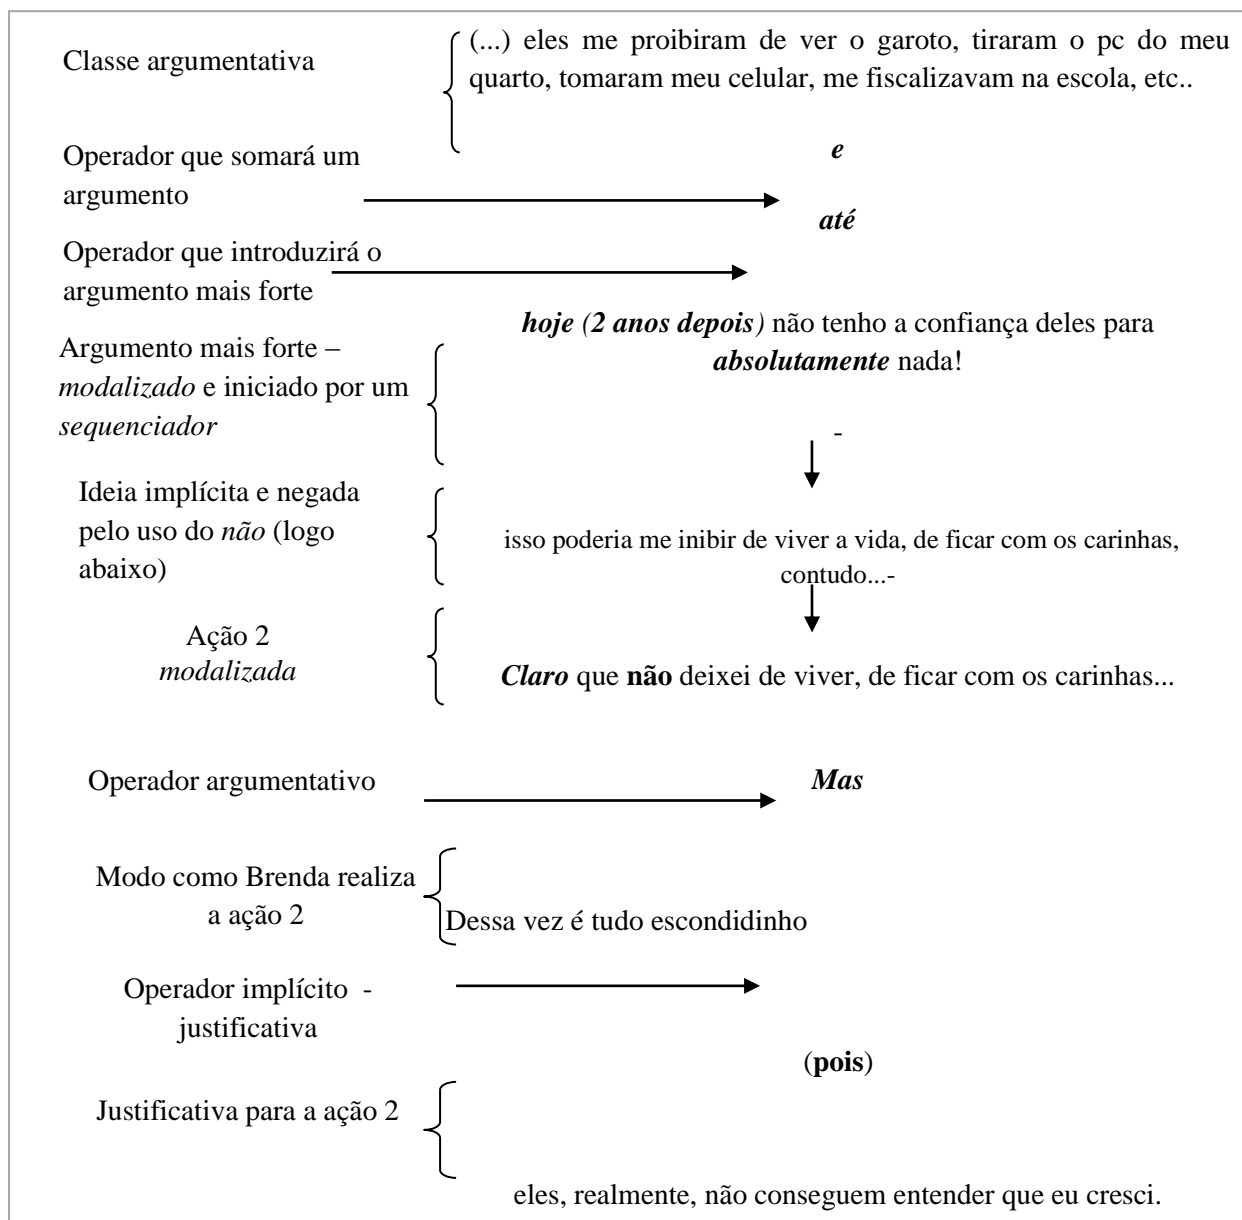 Classe argumentativa
(...) eles me proibiram de ver o garoto, tiraram o pc do meu
quarto, tomaram meu celular, me fiscalizavam na escola, etc..
Operador que somará um
argumento
e
até
Operador que introduzirá o
argumento mais forte
hoje (2 anos depois) não tenho a confiança deles para
absolutamente nada!
Argumento mais forte –
modalizado e iniciado por um
sequenciador
-
Ideia implícita e negada
pelo uso do não (logo
abaixo)
isso poderia me inibir de viver a vida, de ficar com os carinhas,
contudo...-
Ação 2
modalizada
Claro que não deixei de viver, de ficar com os carinhas...
Operador argumentativo
Mas
Modo como Brenda realiza
a ação 2
Dessa vez é tudo escondidinho
Operador implícito -
justificativa
(pois)
Justificativa para a ação 2
eles, realmente, não conseguem entender que eu cresci.